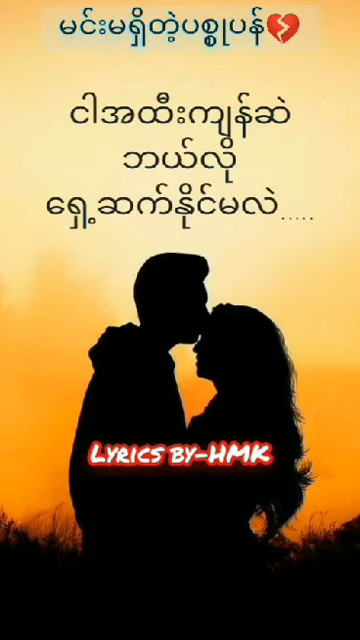 မင်းမရှိတဲ့ပစ္စုပန်💔
ငါအထီးကျန်ဆဲ
ဘယ်လို
ရှေ့ဆက်နိုင်မလဲ.....
LYRICS BY-HMK